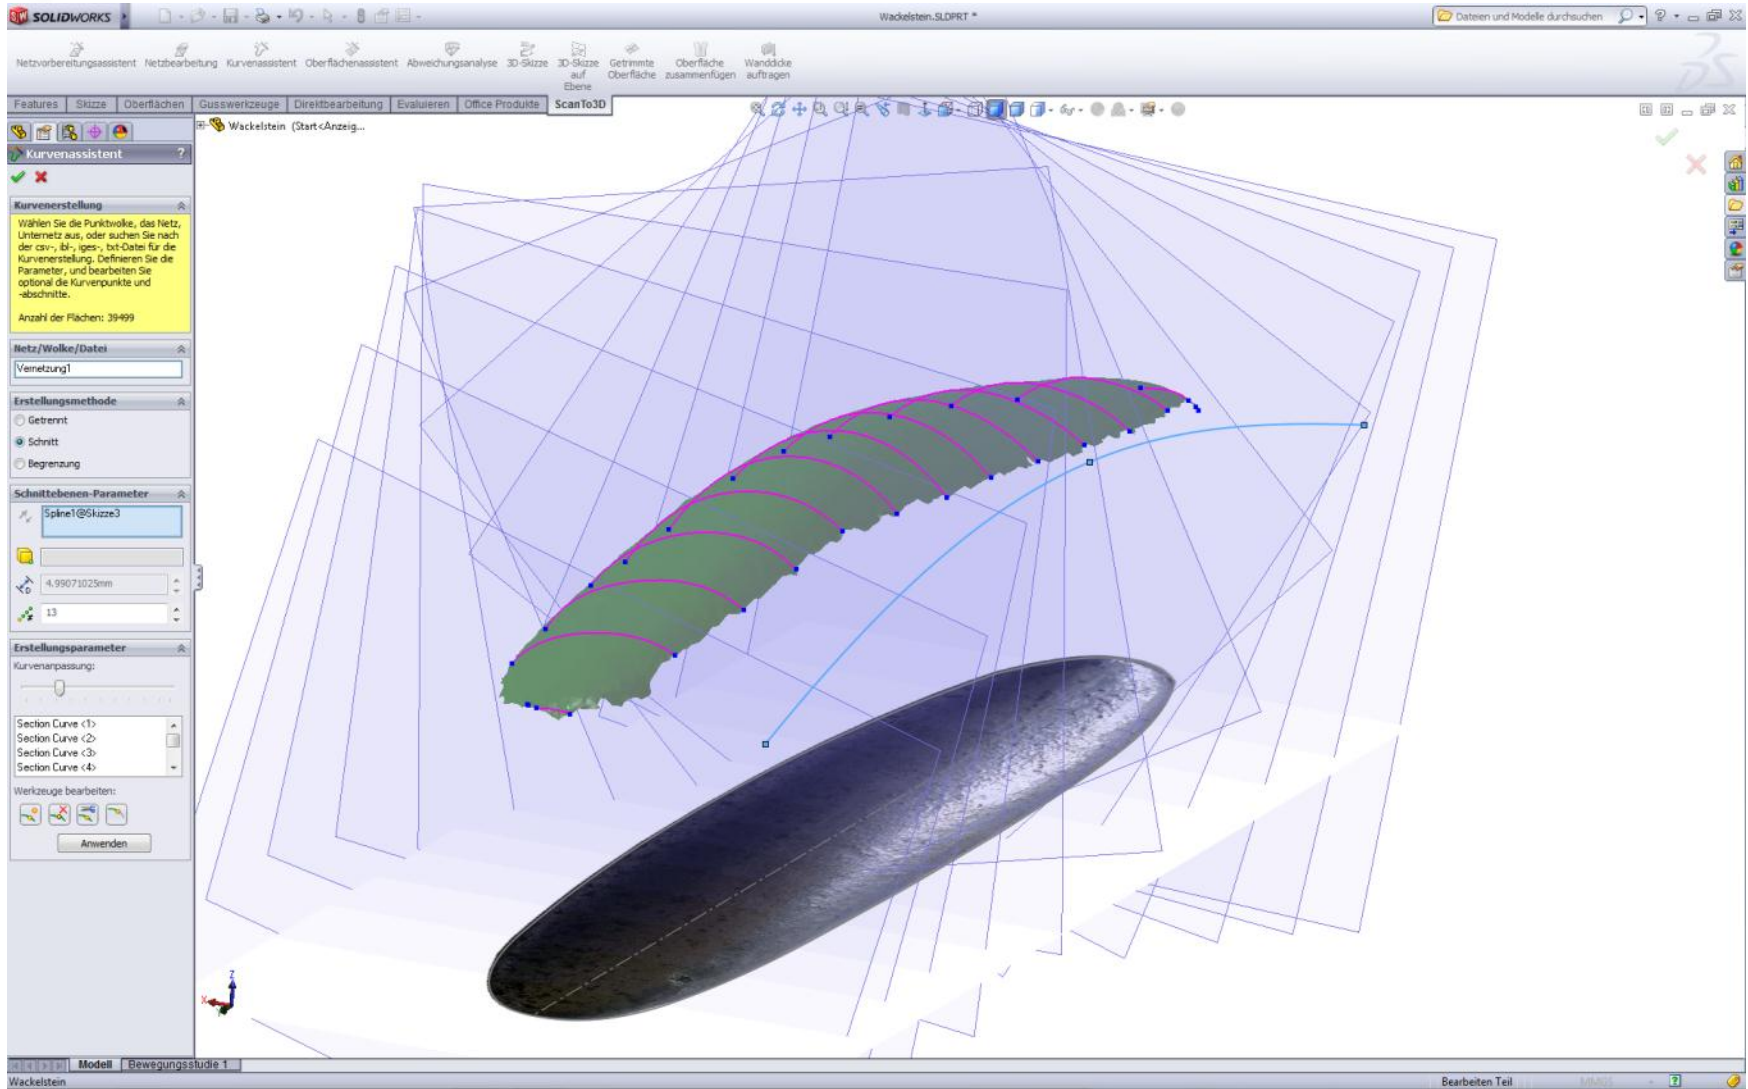 SOLIDWORKS
Wackelstein.SLDPRT *
Dateien und Modelle durchsuchen
Netzvorbereitungsassistent
Netzbearbeitung
Kurvenassistent
Oberflächenassistent
Abweichungsanalyse
3D-Skizze
3D-Skizze
auf
Ebene
Getrimmte
Oberfläche
Oberfläche
zusammenfügen
Wanddicke
auftragen
Features
Skizze
Oberflächen
Gusswerkzeuge
Direktbearbeitung
Evaluieren
Office Produkte
ScanTo3D
Wackelstein (Start<Anzeig...
Kurvenassistent
?
Kurvenerstellung
Wählen Sie die Punktwolke, das Netz,
Unternetz aus, oder suchen Sie nach
der csv-, ibl-, iges-, txt-Datei für die
Kurvenerstellung. Definieren Sie die
Parameter, und bearbeiten Sie
optional die Kurvenpunkte und
-abschnitte.
Anzahl der Flächen: 39499
Netz/Wolke/Datei
Vernetzung1
Erstellungsmethode
Getrennt
Schnitt
Begrenzung
Schnittebenen-Parameter
Spline1@Skizze3
4.99071025mm
13
Erstellungsparameter
Kurvenanpassung:
Section Curve <1>
Section Curve <2>
Section Curve <3>
Section Curve <4>
Werkzeuge bearbeiten:
Anwenden
Z
X
Modell
Bewegungsstudie 1
Wackelstein
Bearbeiten Teil
MMGS